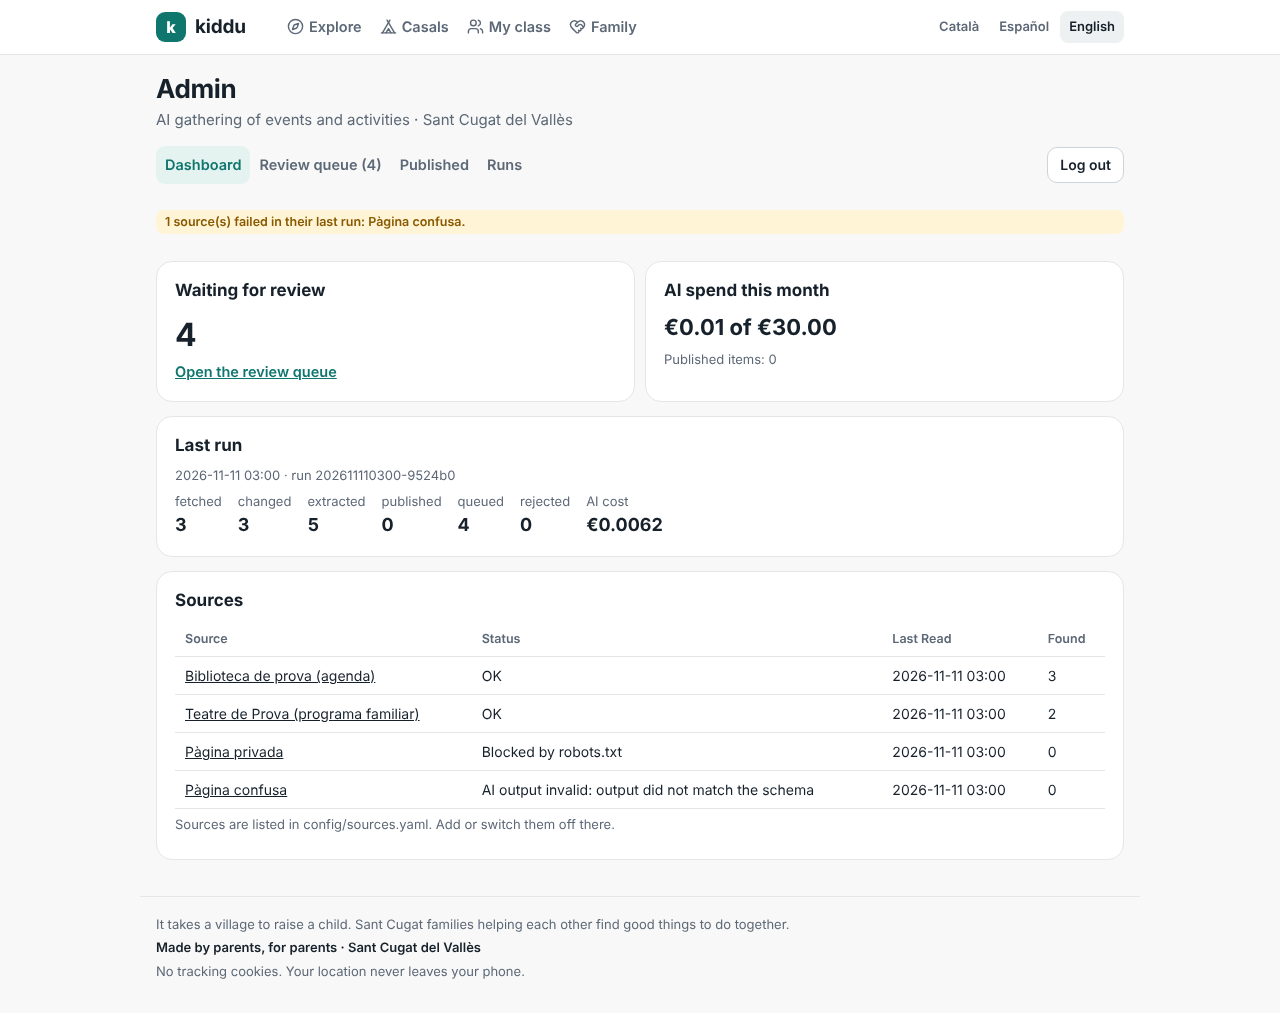 k kiddu Explore Casals My class Family Català Español English
Admin
AI gathering of events and activities · Sant Cugat del Vallès
Dashboard Review queue (4) Published Runs Log out
1 source(s) failed in their last run: Pàgina confusa.
Waiting for review
4
Open the review queue
AI spend this month
€0.01 of €30.00
Published items: 0
Last run
2026-11-11 03:00 · run 202611110300-9524b0
fetched changed extracted published queued rejected AI cost
3 3 5 0 4 0 €0.0062
Sources
Source Status Last Read Found
Biblioteca de prova (agenda) OK 2026-11-11 03:00 3
Teatre de Prova (programa familiar) OK 2026-11-11 03:00 2
Pàgina privada Blocked by robots.txt 2026-11-11 03:00 0
Pàgina confusa AI output invalid: output did not match the schema 2026-11-11 03:00 0
Sources are listed in config/sources.yaml. Add or switch them off there.
It takes a village to raise a child. Sant Cugat families helping each other find good things to do together.
Made by parents, for parents · Sant Cugat del Vallès
No tracking cookies. Your location never leaves your phone.